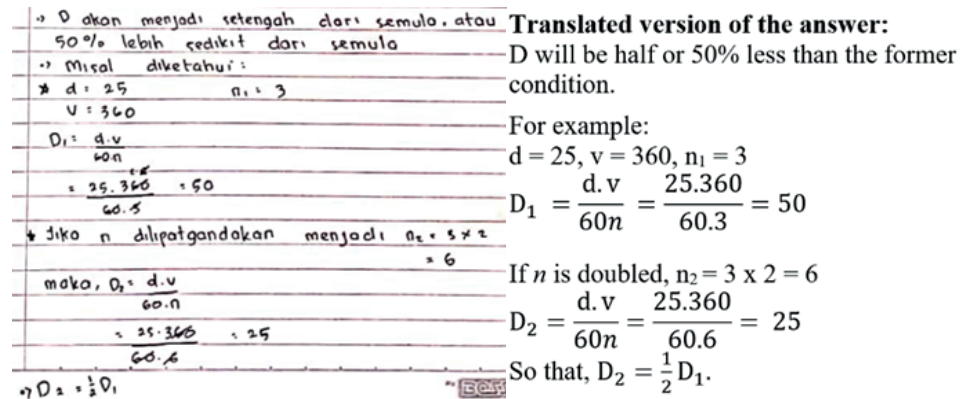 •> D akan menjadi setengah dari semula, atau
50% lebih sedikit dari semula
•> Misal diketahui :
* d = 25 n₁ = 3
V = 360
D₁ = d.v
60.n
= 25.360 = 50
60.3
* Jika n dilipatgandakan menjadi n₂ = 3 x 2
= 6
maka, D₂ = d.v
60.n
= 25.360 = 25
60.6
•> D₂ = ½ D₁
Translated version of the answer:
D will be half or 50% less than the former
condition.
For example:
d = 25, v = 360, n₁ = 3
D₁ = d.v/60n = 25.360/60.3 = 50
If n is doubled, n₂ = 3 x 2 = 6
D₂ = d.v/60n = 25.360/60.6 = 25
So that, D₂ = ½ D₁.